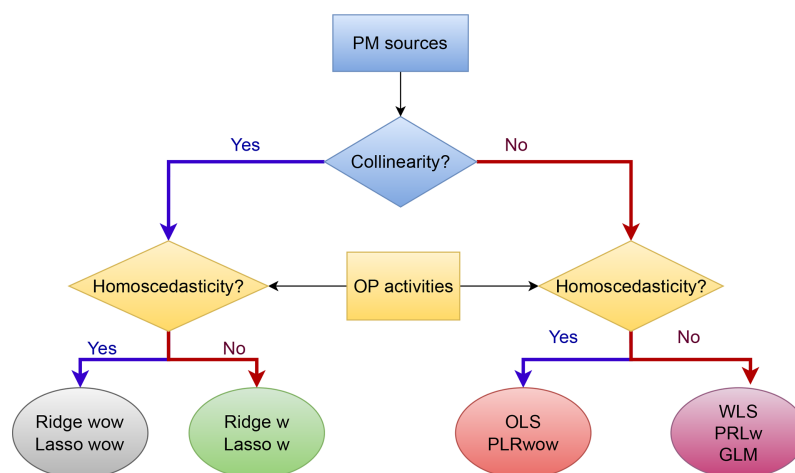 PM sources
Collinearity?
Yes
No
Homoscedasticity?
OP activities
Homoscedasticity?
Yes
No
Yes
No
Ridge wow
Lasso wow
Ridge w
Lasso w
OLS
PLRwow
WLS
PRLw
GLM